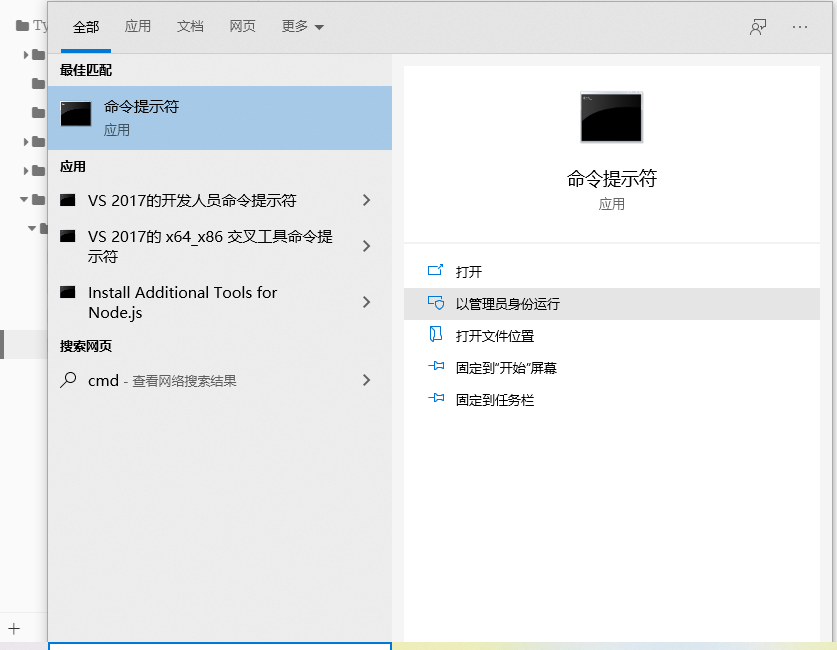 Ty
全部 应用 文档 网页 更多
最佳匹配
命令提示符
应用
应用
VS 2017的开发人员命令提示符
VS 2017的 x64_x86 交叉工具命令提
示符
Install Additional Tools for
Node.js
搜索网页
cmd - 查看网络搜索结果
命令提示符
应用
打开
以管理员身份运行
打开文件位置
固定到"开始"屏幕
固定到任务栏